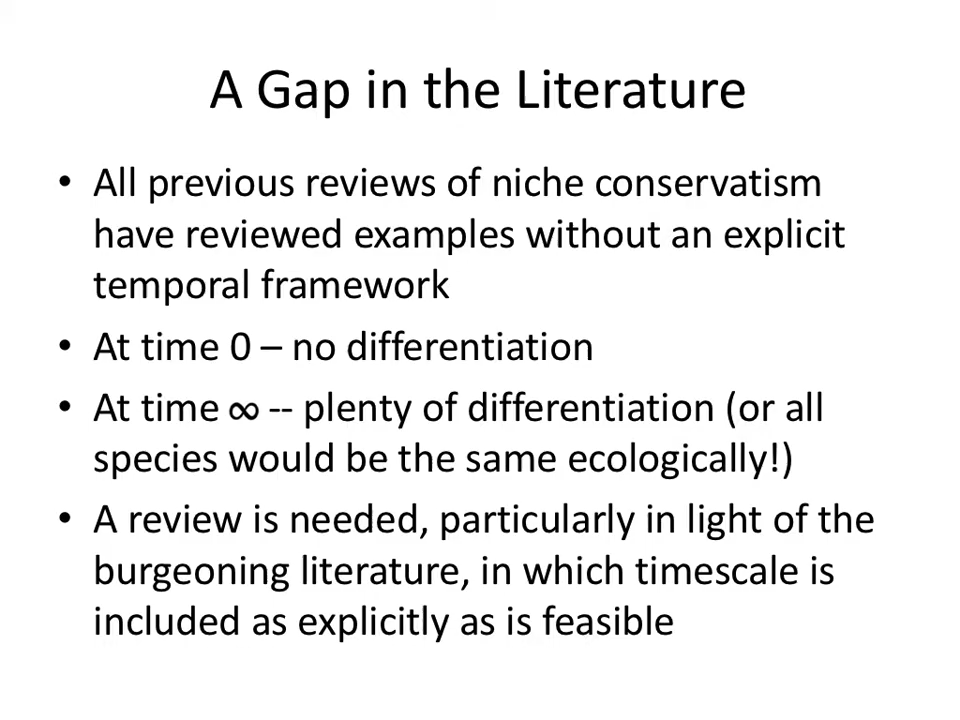 A Gap in the Literature
• All previous reviews of niche conservatism
have reviewed examples without an explicit
temporal framework
• At time 0 – no differentiation
• At time ∞ -- plenty of differentiation (or all
species would be the same ecologically!)
• A review is needed, particularly in light of the
burgeoning literature, in which timescale is
included as explicitly as is feasible